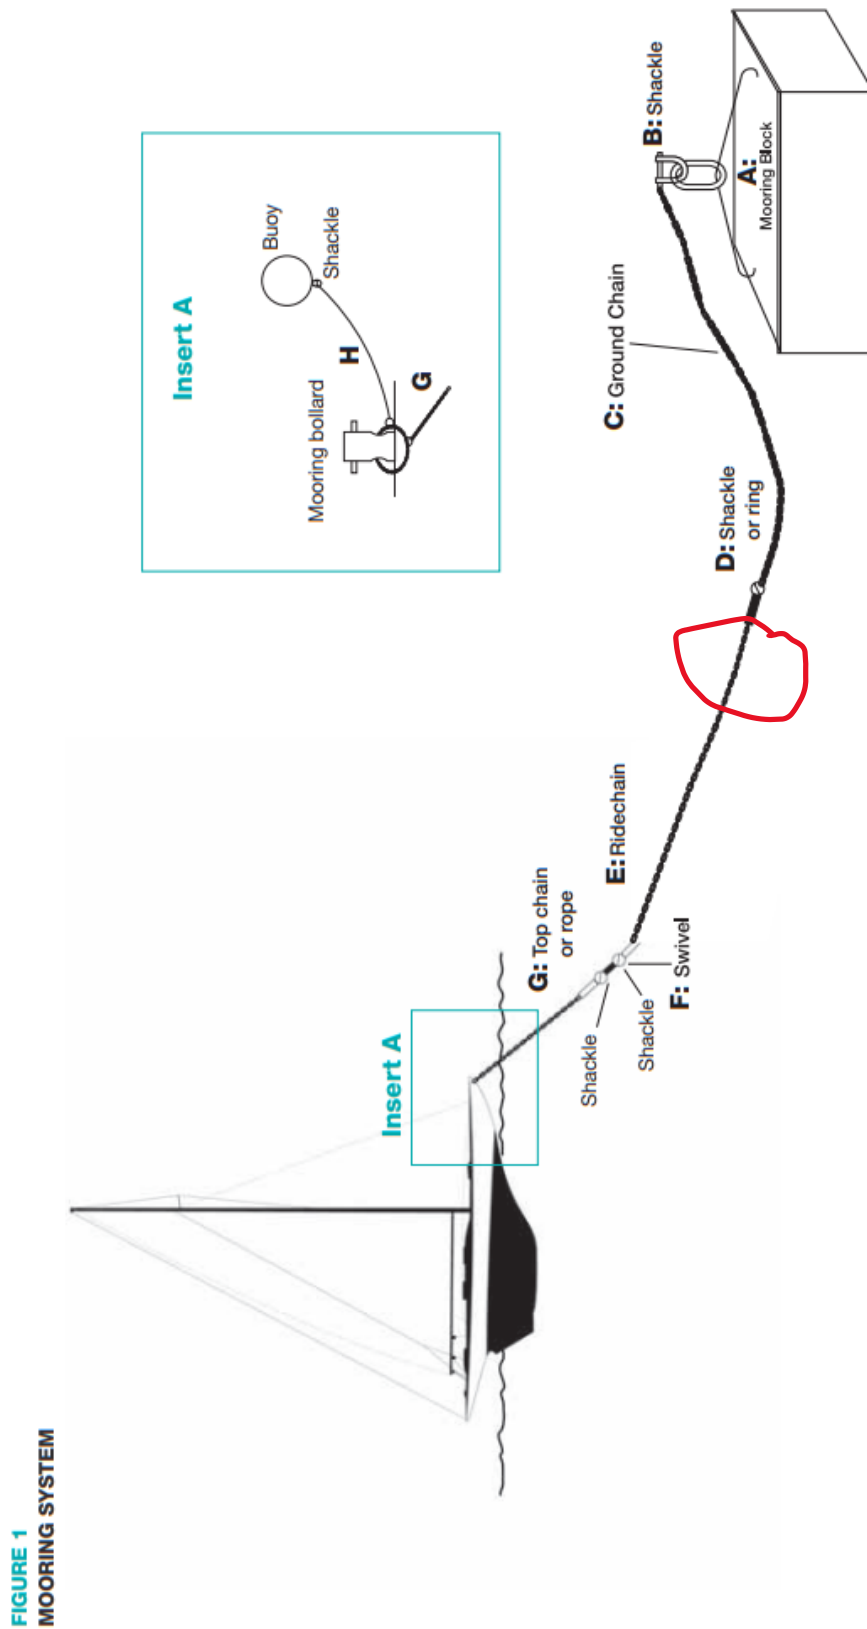 FIGURE 1
MOORING SYSTEM
Insert A
Buoy
Shackle
H
Mooring bollard
G
Insert A
G: Top chain
or rope
Shackle
Shackle
F: Swivel
E: Ridechain
D: Shackle
or ring
C: Ground Chain
B: Shackle
A:
Mooring Block